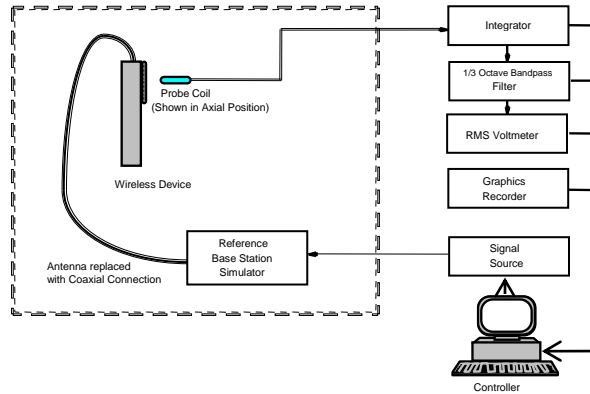 Integrator
1/3 Octave Bandpass
Filter
Probe Coil
(Shown in Axial Position)
RMS Voltmeter
Wireless Device
Graphics
Recorder
Reference
Base Station
Simulator
Signal
Source
Antenna replaced
with Coaxial Connection
Controller